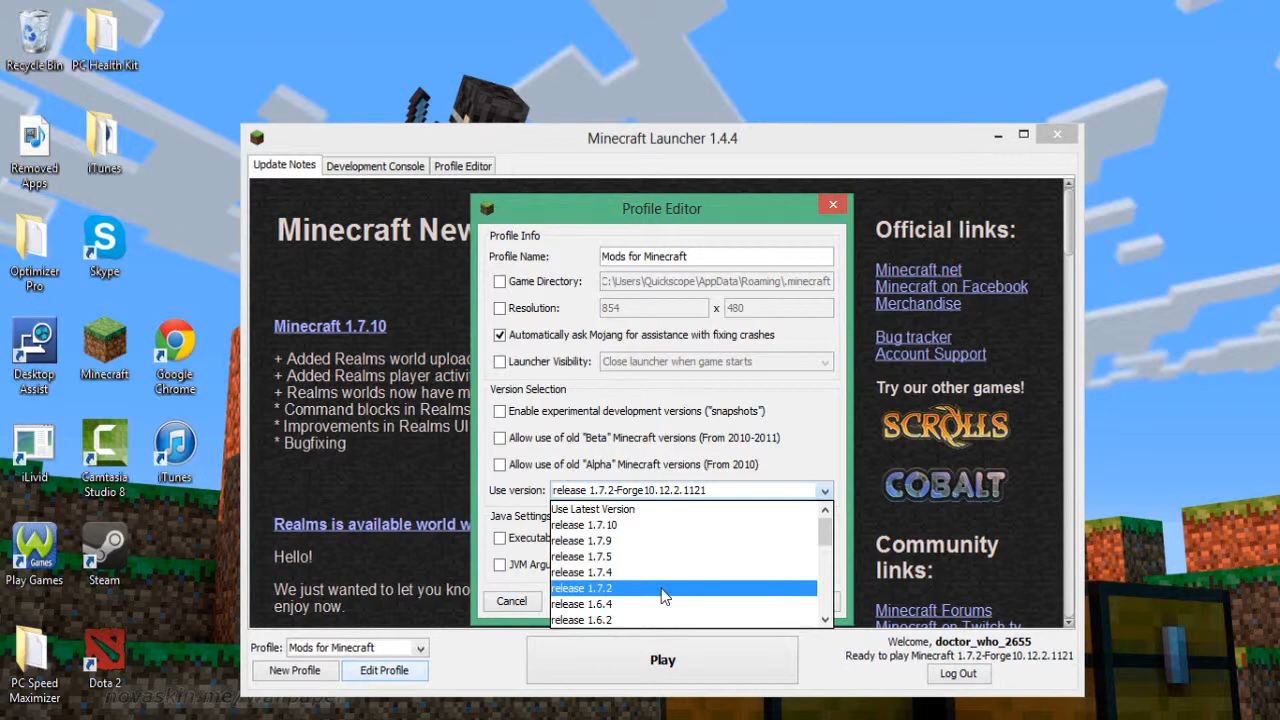 Recycle Bin
PC Health Kit
Removed Apps
iTunes
Optimizer Pro
Skype
Desktop Assist
Minecraft
Google Chrome
iLivid
Camtasia Studio 8
iTunes
WILD
Games
Play Games
Steam
PC Speed Maximizer
Dota 2
novaskin.me/wallpaper
Minecraft Launcher 1.4.4
Update Notes
Development Console
Profile Editor
Minecraft New
Minecraft 1.7.10
+ Added Realms world uploa
+ Added Realms player activi
+ Realms worlds now have m
* Command blocks in Realms
* Improvements in Realms UI
* Bugfixing
Realms is available world w
Hello!
We just wanted to let you kno
enjoy now.
Profile Editor
Profile Info
Profile Name: Mods for Minecraft
Game Directory: C:\Users\Quickscope\AppData\Roaming\.minecraft
Resolution: 854 x 480
Automatically ask Mojang for assistance with fixing crashes
Launcher Visibility: Close launcher when game starts
Version Selection
Enable experimental development versions ("snapshots")
Allow use of old "Beta" Minecraft versions (From 2010-2011)
Allow use of old "Alpha" Minecraft versions (From 2010)
Use version: release 1.7.2-Forge10.12.2.1121
Use Latest Version
release 1.7.10
release 1.7.9
release 1.7.5
release 1.7.4
release 1.7.2
release 1.6.4
release 1.6.2
Java Settings
Executab
JVM Argu
Cancel
Official links:
Minecraft.net
Minecraft on Facebook
Merchandise
Bug tracker
Account Support
Try our other games!
SCROLLS
COBALT
Community links:
Minecraft Forums
Minecraft on Twitch.tv
Profile: Mods for Minecraft
New Profile
Edit Profile
Play
Welcome, doctor_who_2655
Ready to play Minecraft 1.7.2-Forge10.12.2.1121
Log Out